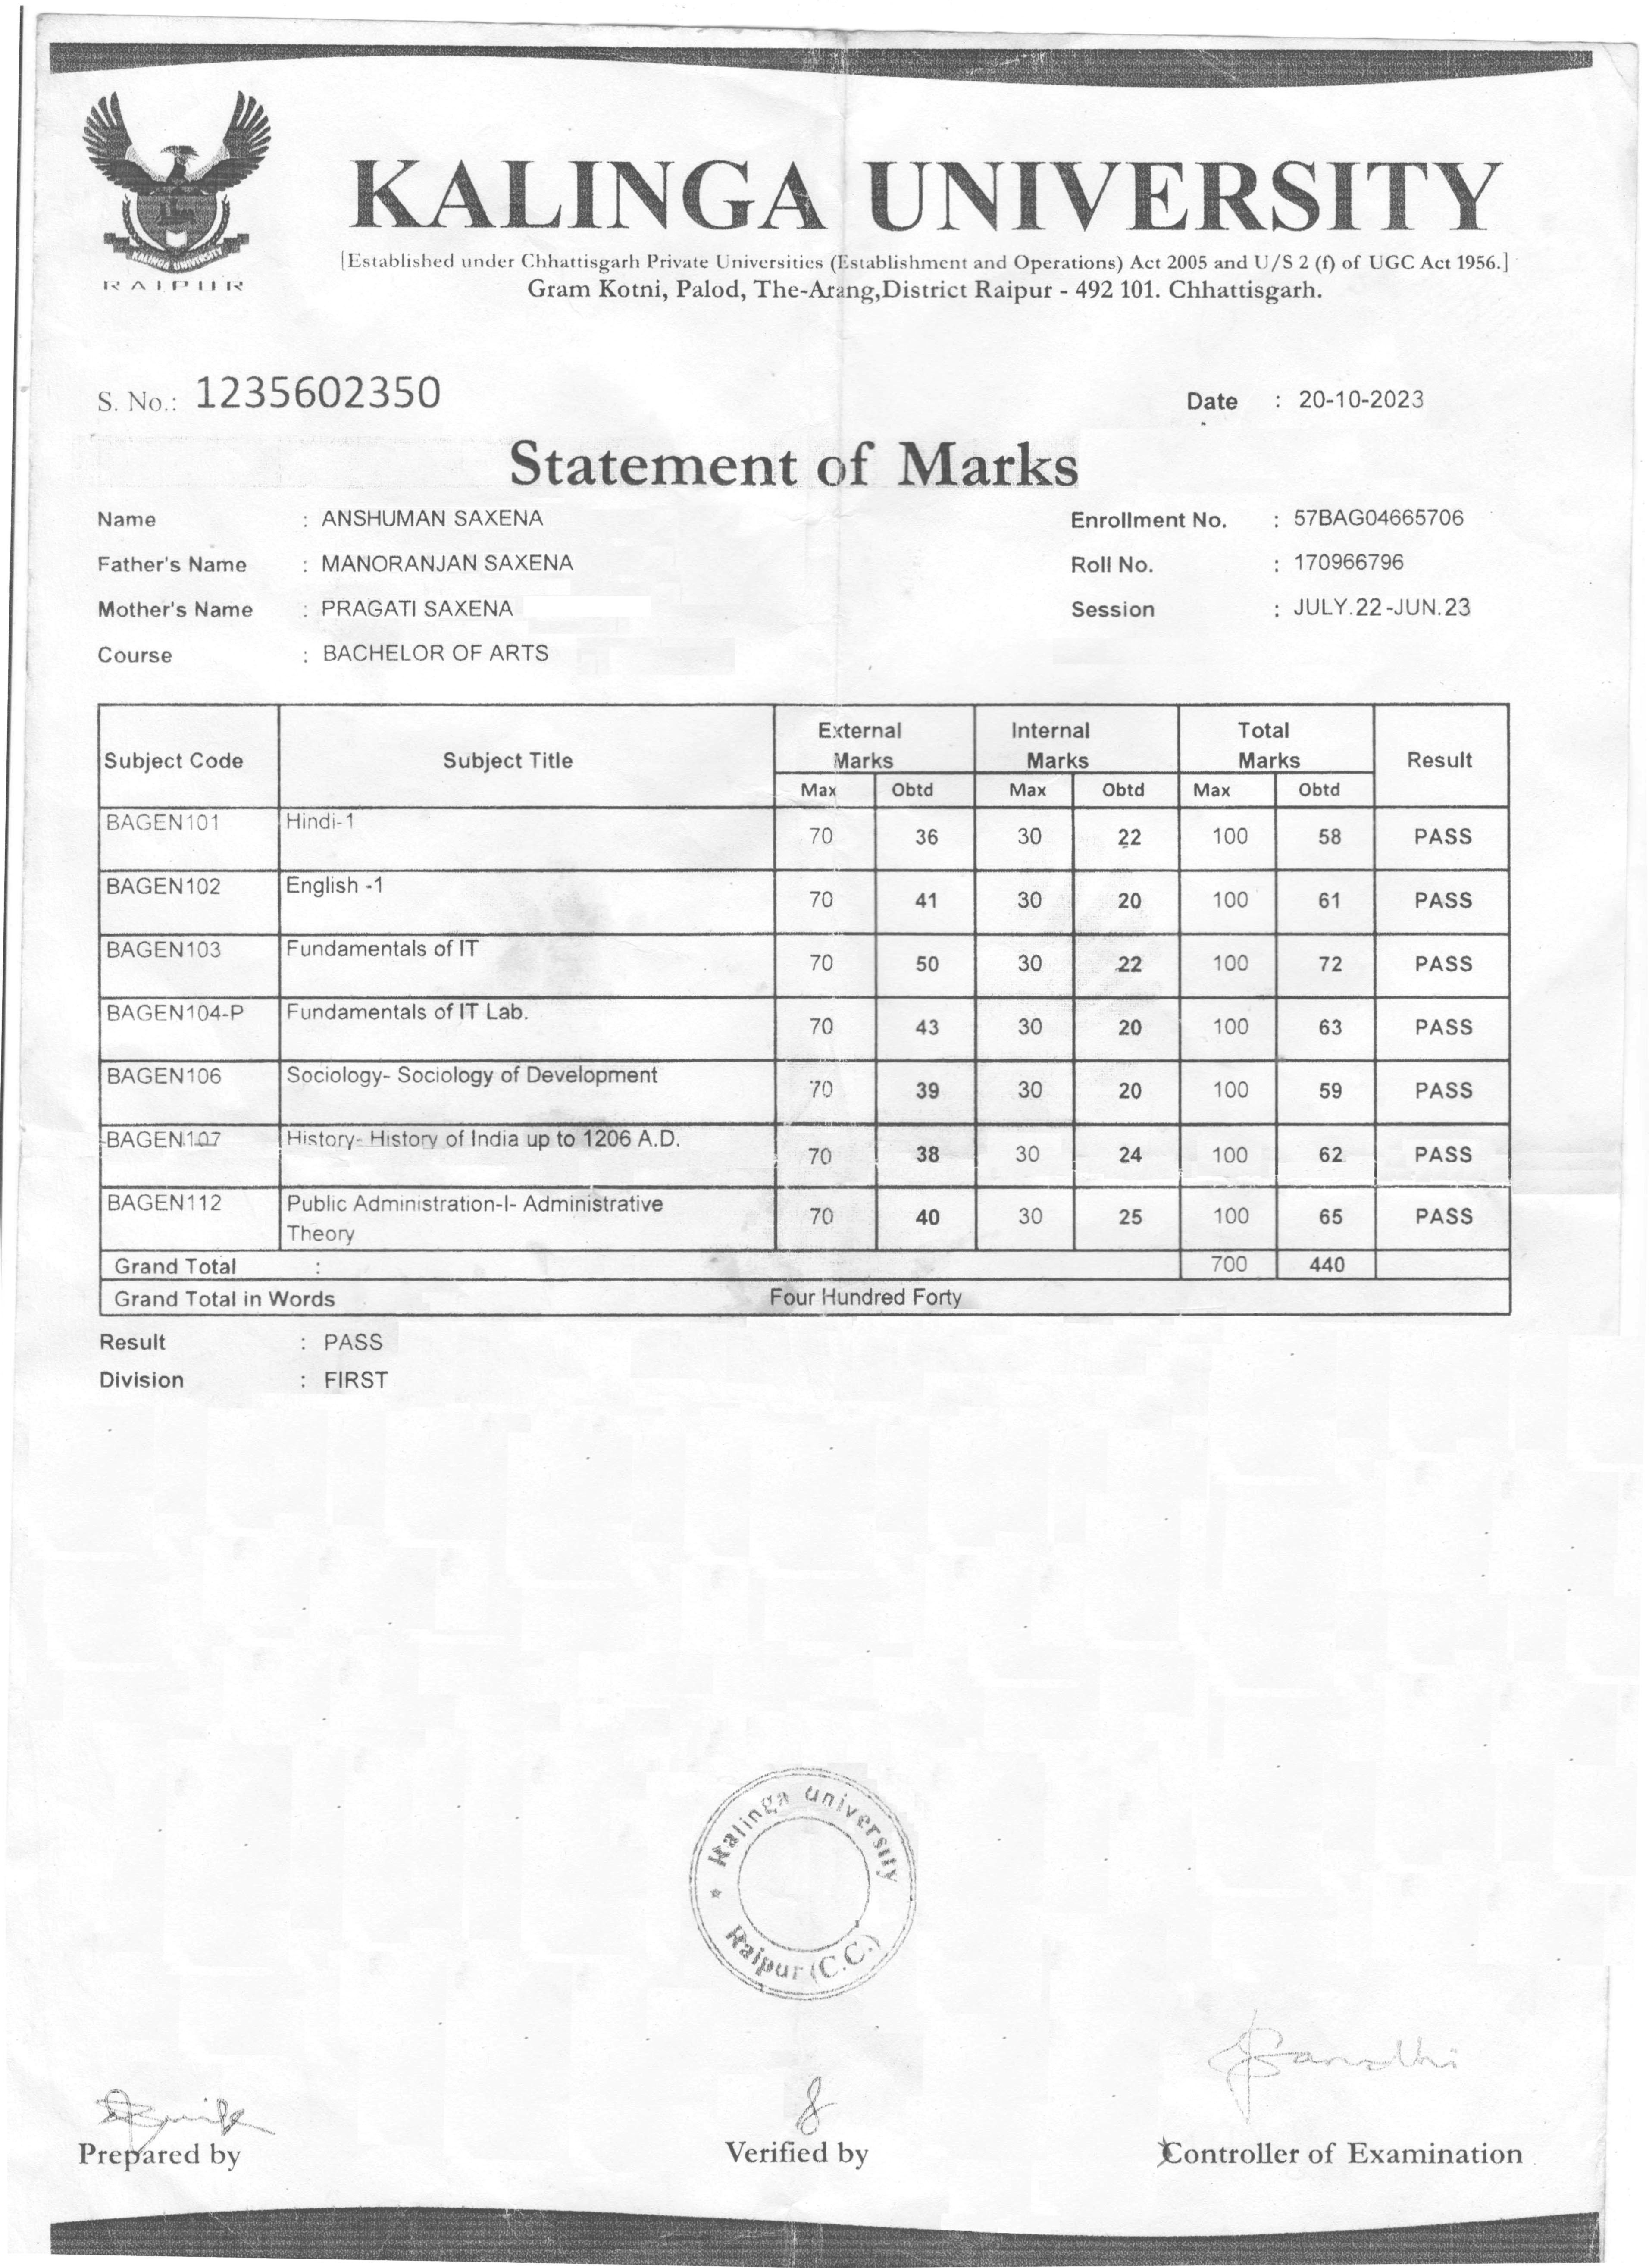 KALINGA UNIVERSITY
RAIPUR
KALINGA UNIVERSITY
[Established under Chhattisgarh Private Universities (Establishment and Operations) Act 2005 and U/S 2 (f) of UGC Act 1956.]
Gram Kotni, Palod, The-Arang,District Raipur - 492 101. Chhattisgarh.
S. No.: 1235602350 Date : 20-10-2023
Statement of Marks
Name : ANSHUMAN SAXENA Enrollment No. : 57BAG04665706
Father's Name : MANORANJAN SAXENA Roll No. : 170966796
Mother's Name : PRAGATI SAXENA Session : JULY.22-JUN.23
Course : BACHELOR OF ARTS
Subject Code Subject Title External Marks Internal Marks Total Marks Result
Max Obtd Max Obtd Max Obtd
BAGEN101 Hindi-1 70 36 30 22 100 58 PASS
BAGEN102 English -1 70 41 30 20 100 61 PASS
BAGEN103 Fundamentals of IT 70 50 30 22 100 72 PASS
BAGEN104-P Fundamentals of IT Lab. 70 43 30 20 100 63 PASS
BAGEN106 Sociology- Sociology of Development 70 39 30 20 100 59 PASS
BAGEN107 History- History of India up to 1206 A.D. 70 38 30 24 100 62 PASS
BAGEN112 Public Administration-I- Administrative Theory 70 40 30 25 100 65 PASS
Grand Total : 700 440
Grand Total in Words Four Hundred Forty
Result : PASS
Division : FIRST
Kalinga university
Raipur (C.C.)
Prepared by Verified by Controller of Examination